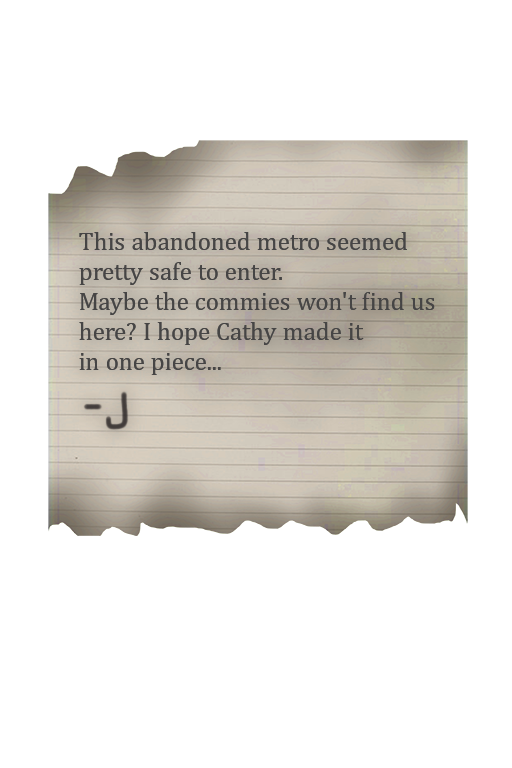 This abandoned metro seemed
pretty safe to enter.
Maybe the commies won't find us
here? I hope Cathy made it
in one piece...
-J